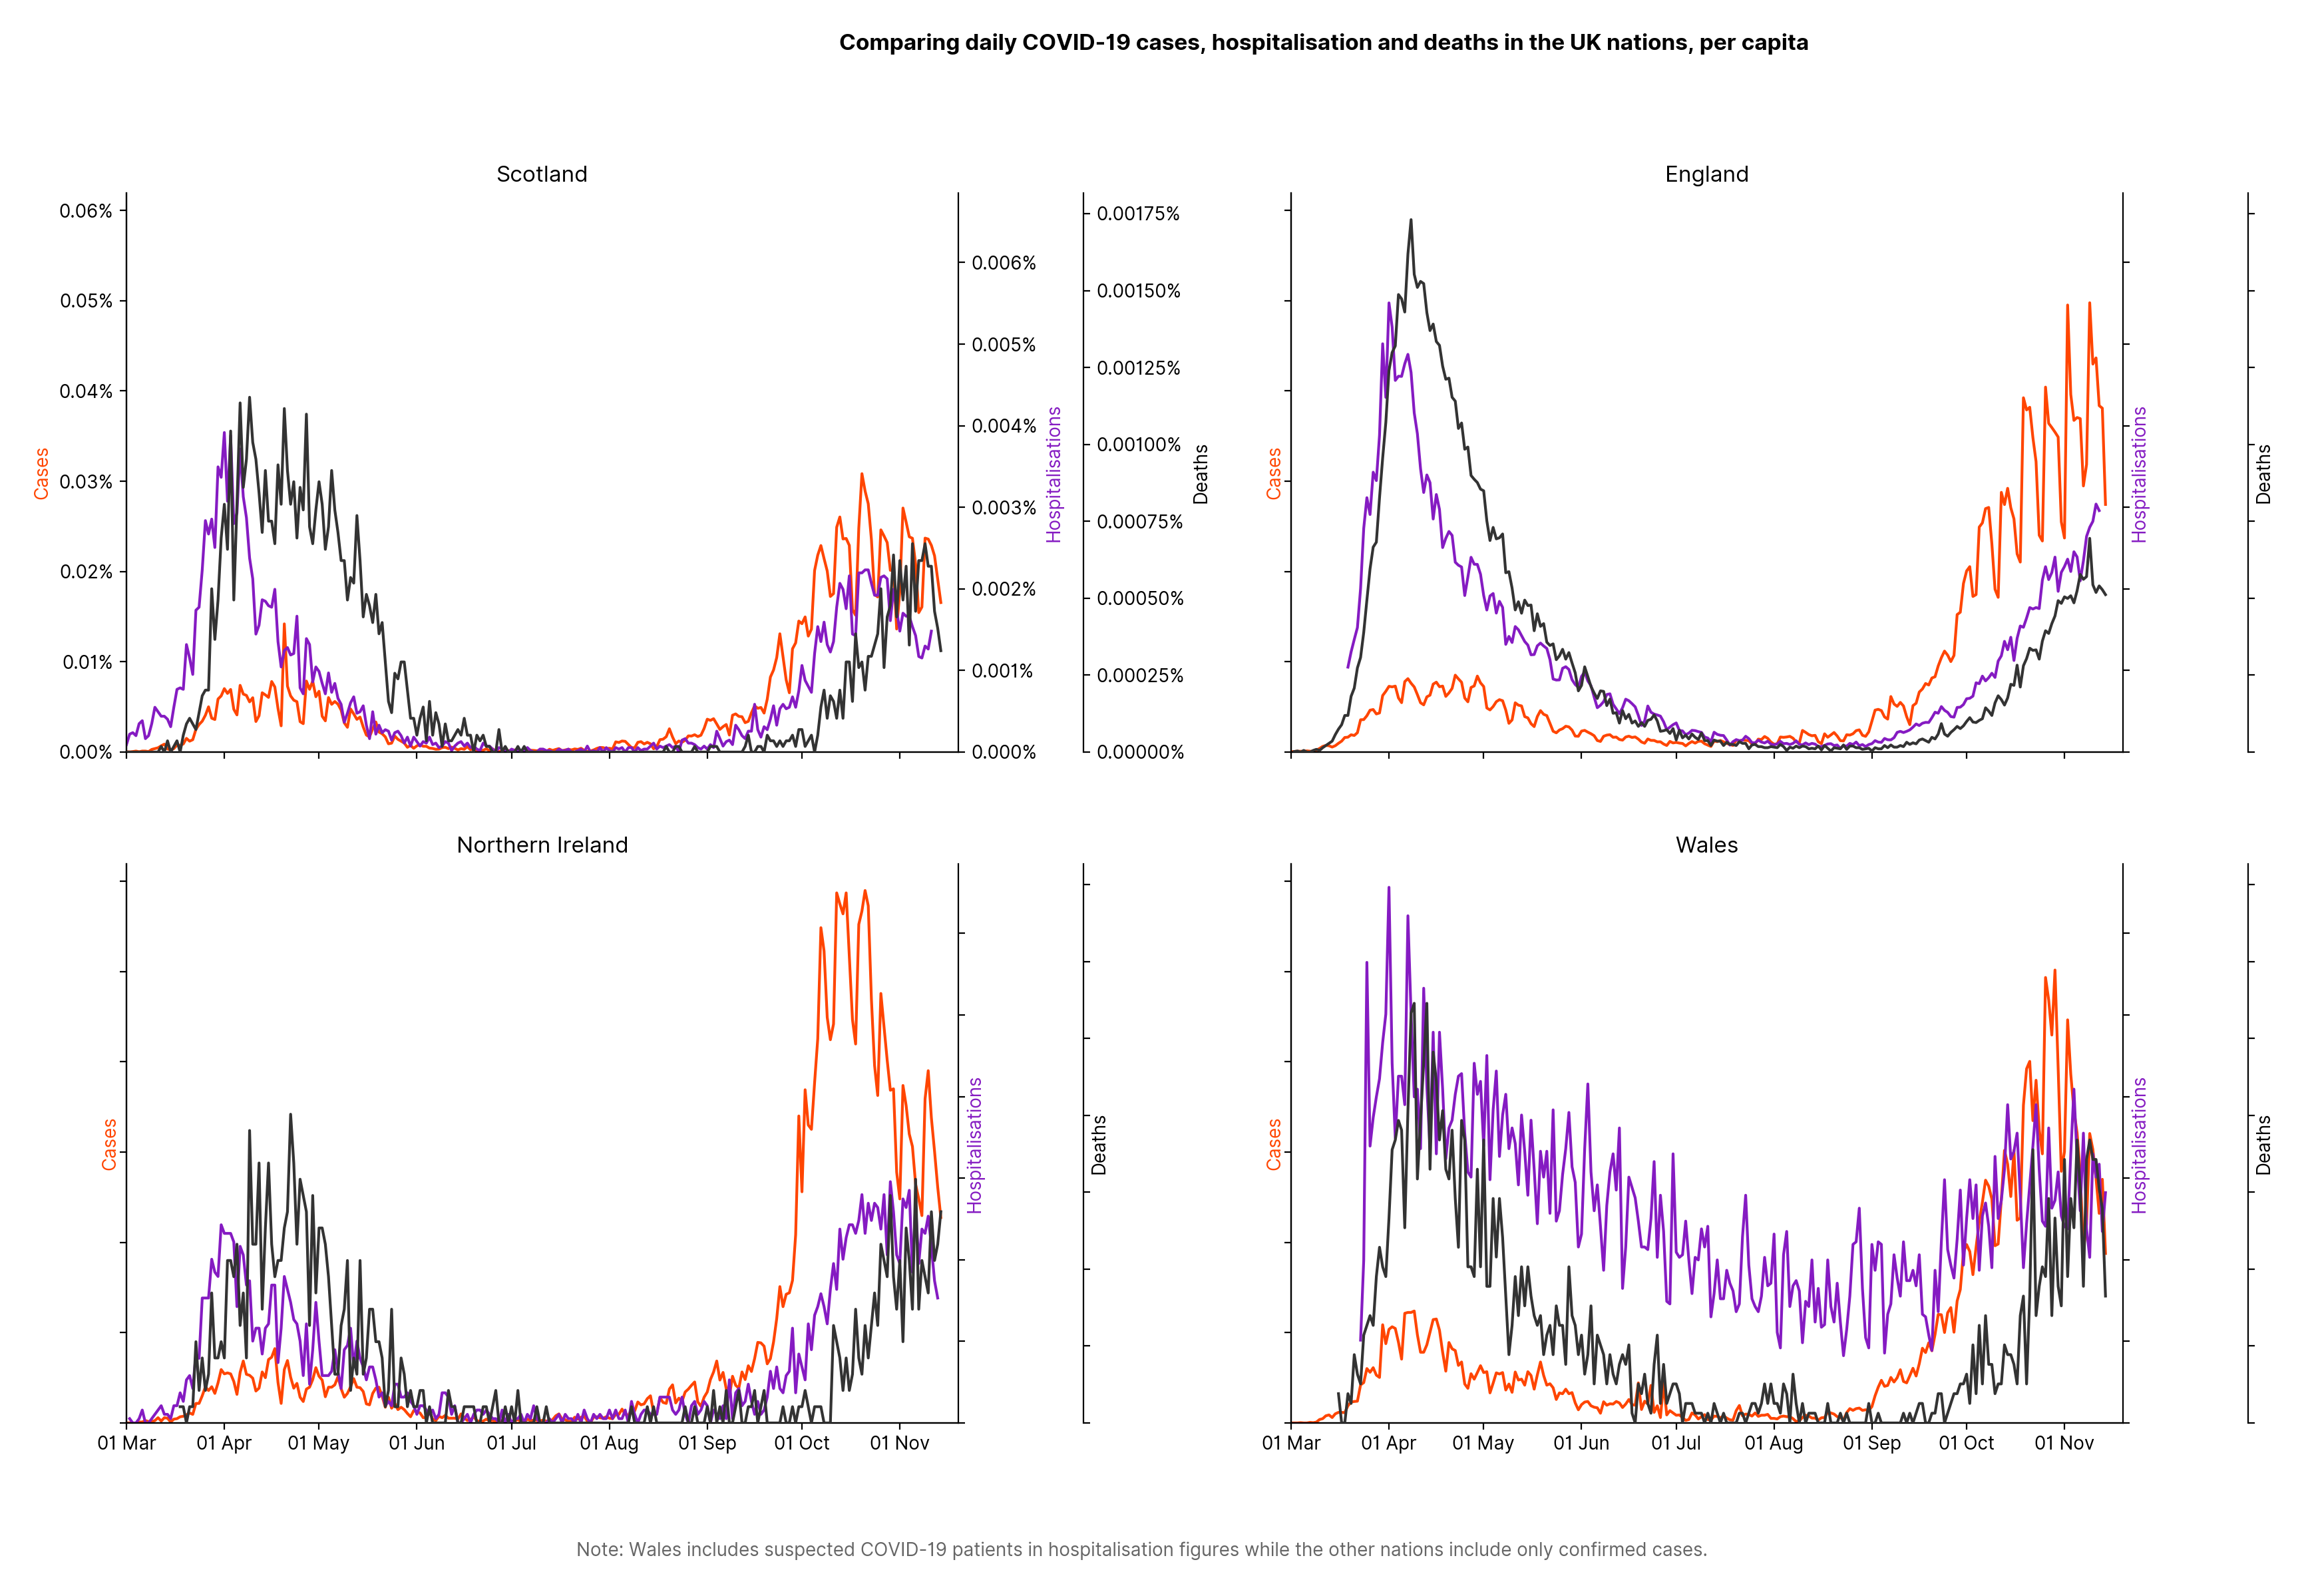 Comparing daily COVID-19 cases, hospitalisation and deaths in the UK nations, per capita
Scotland
0.06%
0.05%
0.04%
0.03%
0.02%
0.01%
0.00%
Cases
0.006%
0.005%
0.004%
0.003%
0.002%
0.001%
0.000%
Hospitalisations
0.00175%
0.00150%
0.00125%
0.00100%
0.00075%
0.00050%
0.00025%
0.00000%
Deaths
England
Cases
Hospitalisations
Deaths
Northern Ireland
Cases
Hospitalisations
Deaths
01 Mar 01 Apr 01 May 01 Jun 01 Jul 01 Aug 01 Sep 01 Oct 01 Nov
Wales
Cases
Hospitalisations
Deaths
01 Mar 01 Apr 01 May 01 Jun 01 Jul 01 Aug 01 Sep 01 Oct 01 Nov
Note: Wales includes suspected COVID-19 patients in hospitalisation figures while the other nations include only confirmed cases.